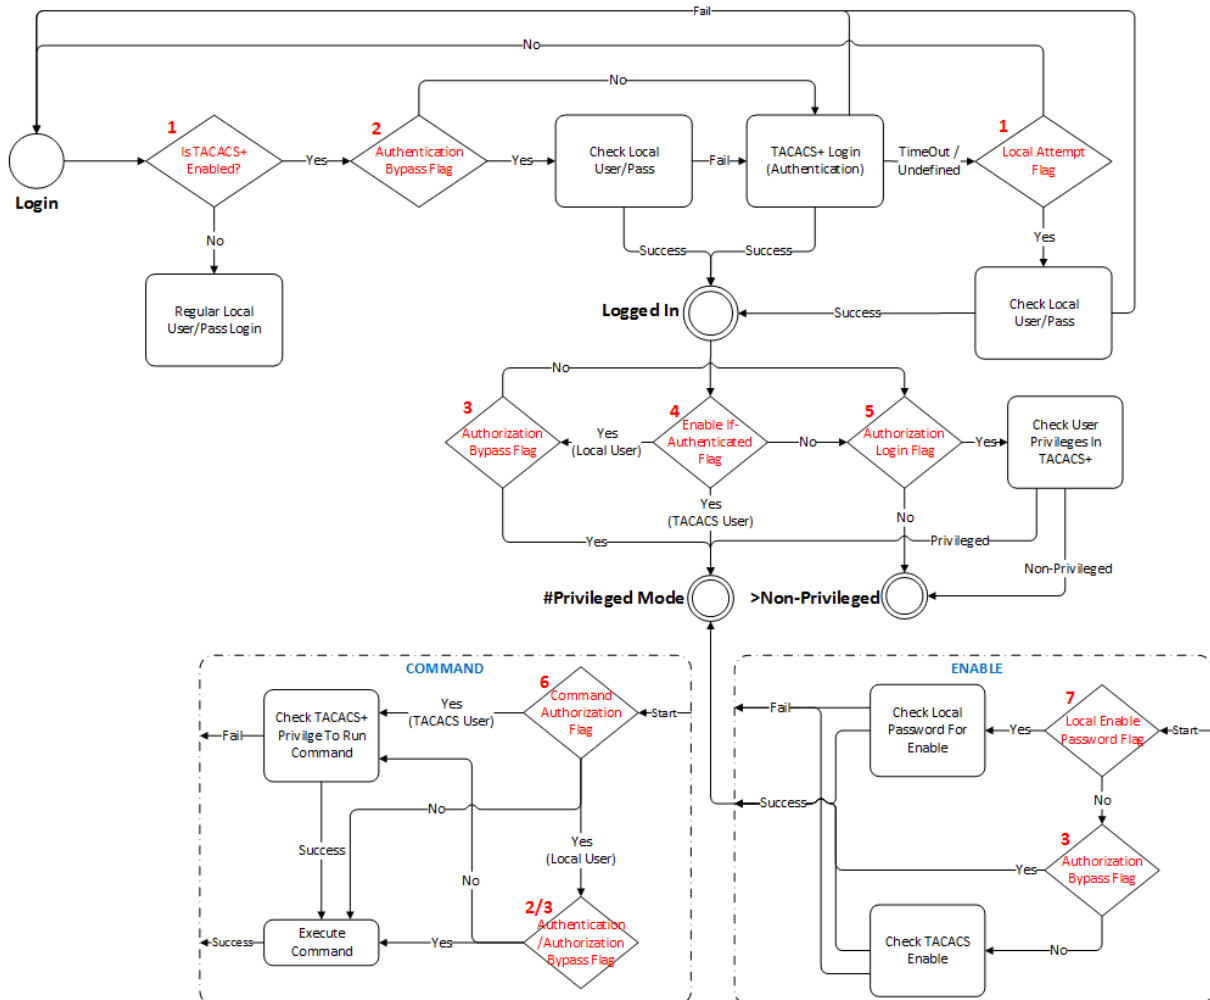 Fail
No
No
1
Is TACACS+
Enabled?
Yes
2
Authentication
Bypass Flag
Yes
Check Local
User/Pass
Fail
TACACS+ Login
(Authentication)
TimeOut /
Undefined
1
Local Attempt
Flag
Login
No
Success
Success
Yes
Regular Local
User/Pass Login
Logged In
Success
Check Local
User/Pass
No
3
Authorization
Bypass Flag
Yes
(Local User)
4
Enable If-
Authenticated
Flag
No
5
Authorization
Login Flag
Yes
Check User
Privileges In
TACACS+
Yes
(TACACS User)
No
Yes
Privileged
Non-Privileged
#Privileged Mode
>Non-Privileged
COMMAND
6
Command
Authorization
Flag
Start
Yes
(TACACS User)
Check TACACS+
Privilge To Run
Command
Fail
No
Success
Yes
(Local User)
No
2/3
Authentication
/Authorization
Bypass Flag
Yes
Execute
Command
Success
ENABLE
Fail
Check Local
Password For
Enable
Yes
7
Local Enable
Password Flag
Start
Success
No
3
Authorization
Bypass Flag
Yes
Check TACACS
Enable
No